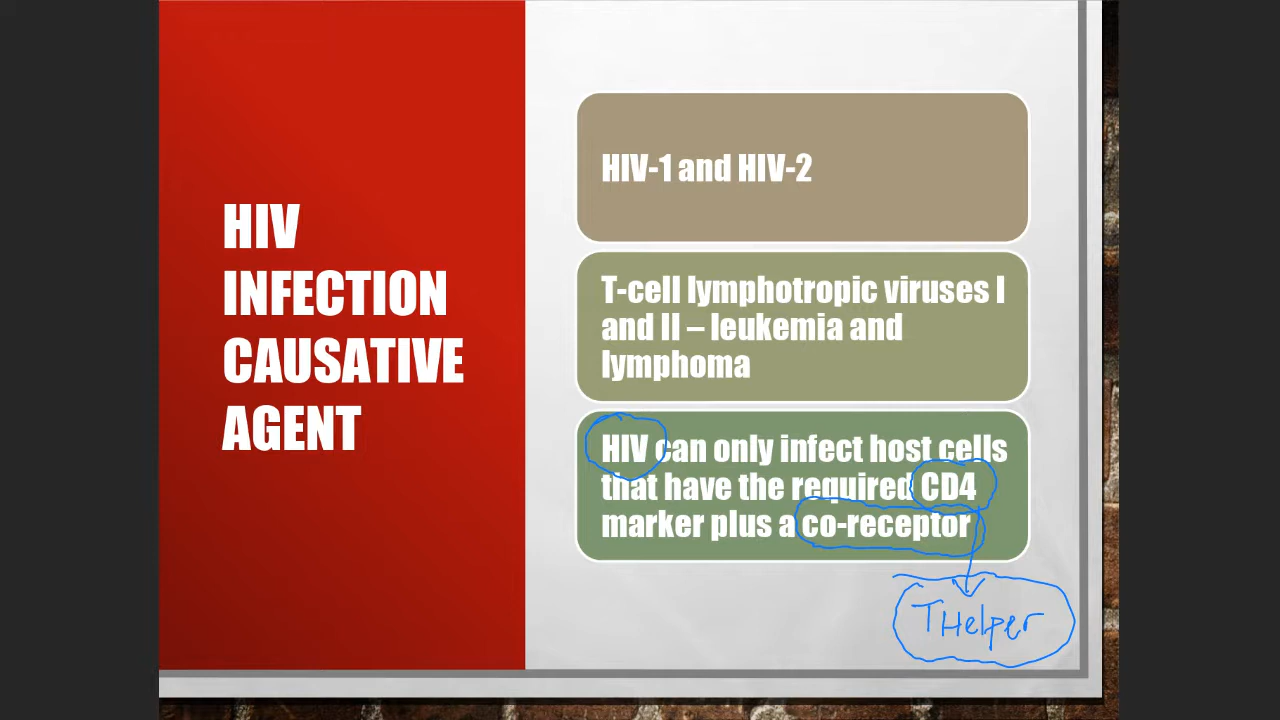 HIV
INFECTION
CAUSATIVE
AGENT
HIV-1 and HIV-2
T-cell lymphotropic viruses I
and II – leukemia and
lymphoma
HIV can only infect host cells
that have the required CD4
marker plus a co-receptor
THelper